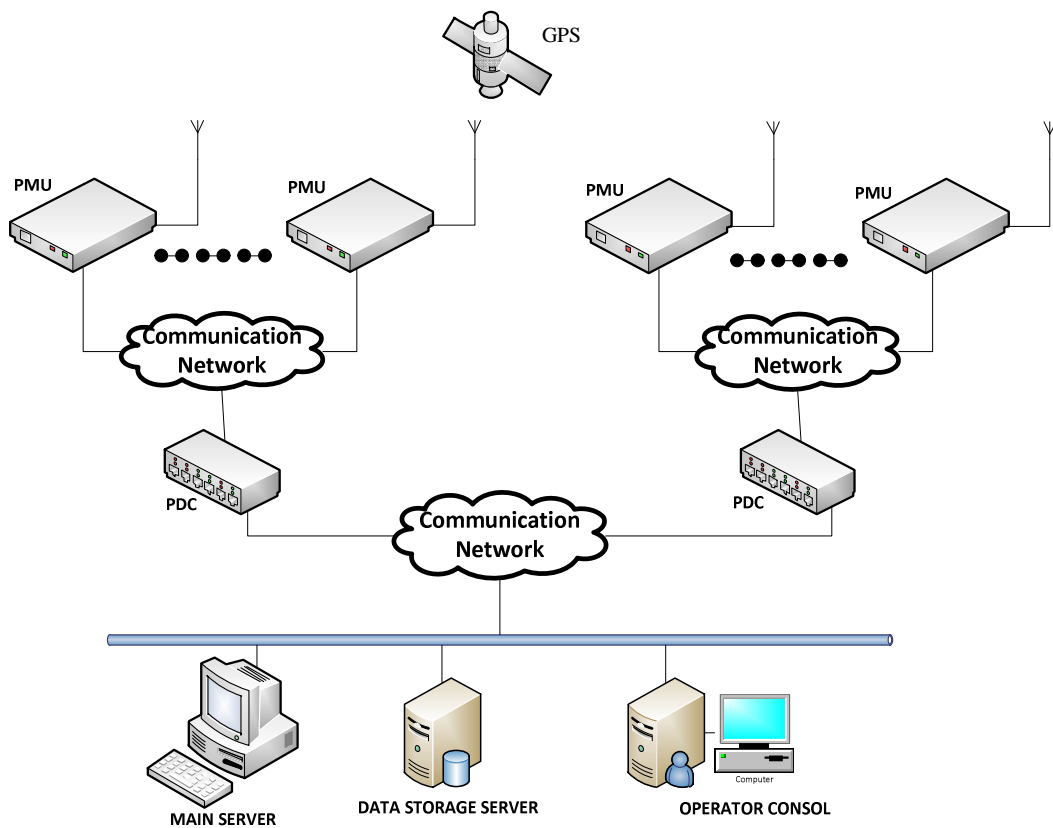 GPS
PMU
PMU
PMU
PMU
Communication
Network
Communication
Network
PDC
PDC
Communication
Network
Computer
MAIN SERVER
DATA STORAGE SERVER
OPERATOR CONSOL